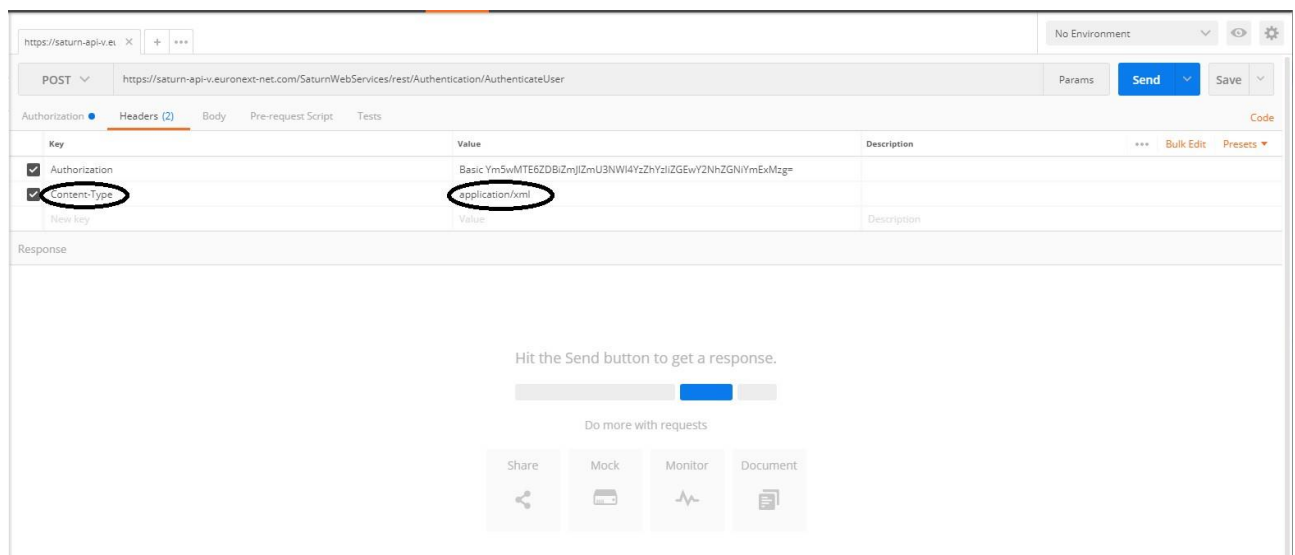 https://saturn-api-v.eu X + •••
No Environment
POST https://saturn-api-v.euronext-net.com/SaturnWebServices/rest/Authentication/AuthenticateUser Params Send Save
Authorization Headers (2) Body Pre-request Script Tests Code
Key Value Description ••• Bulk Edit Presets
Authorization Basic
Content-Type application/xml
New key Value Description
Response
Hit the Send button to get a response.
Do more with requests
Share Mock Monitor Document